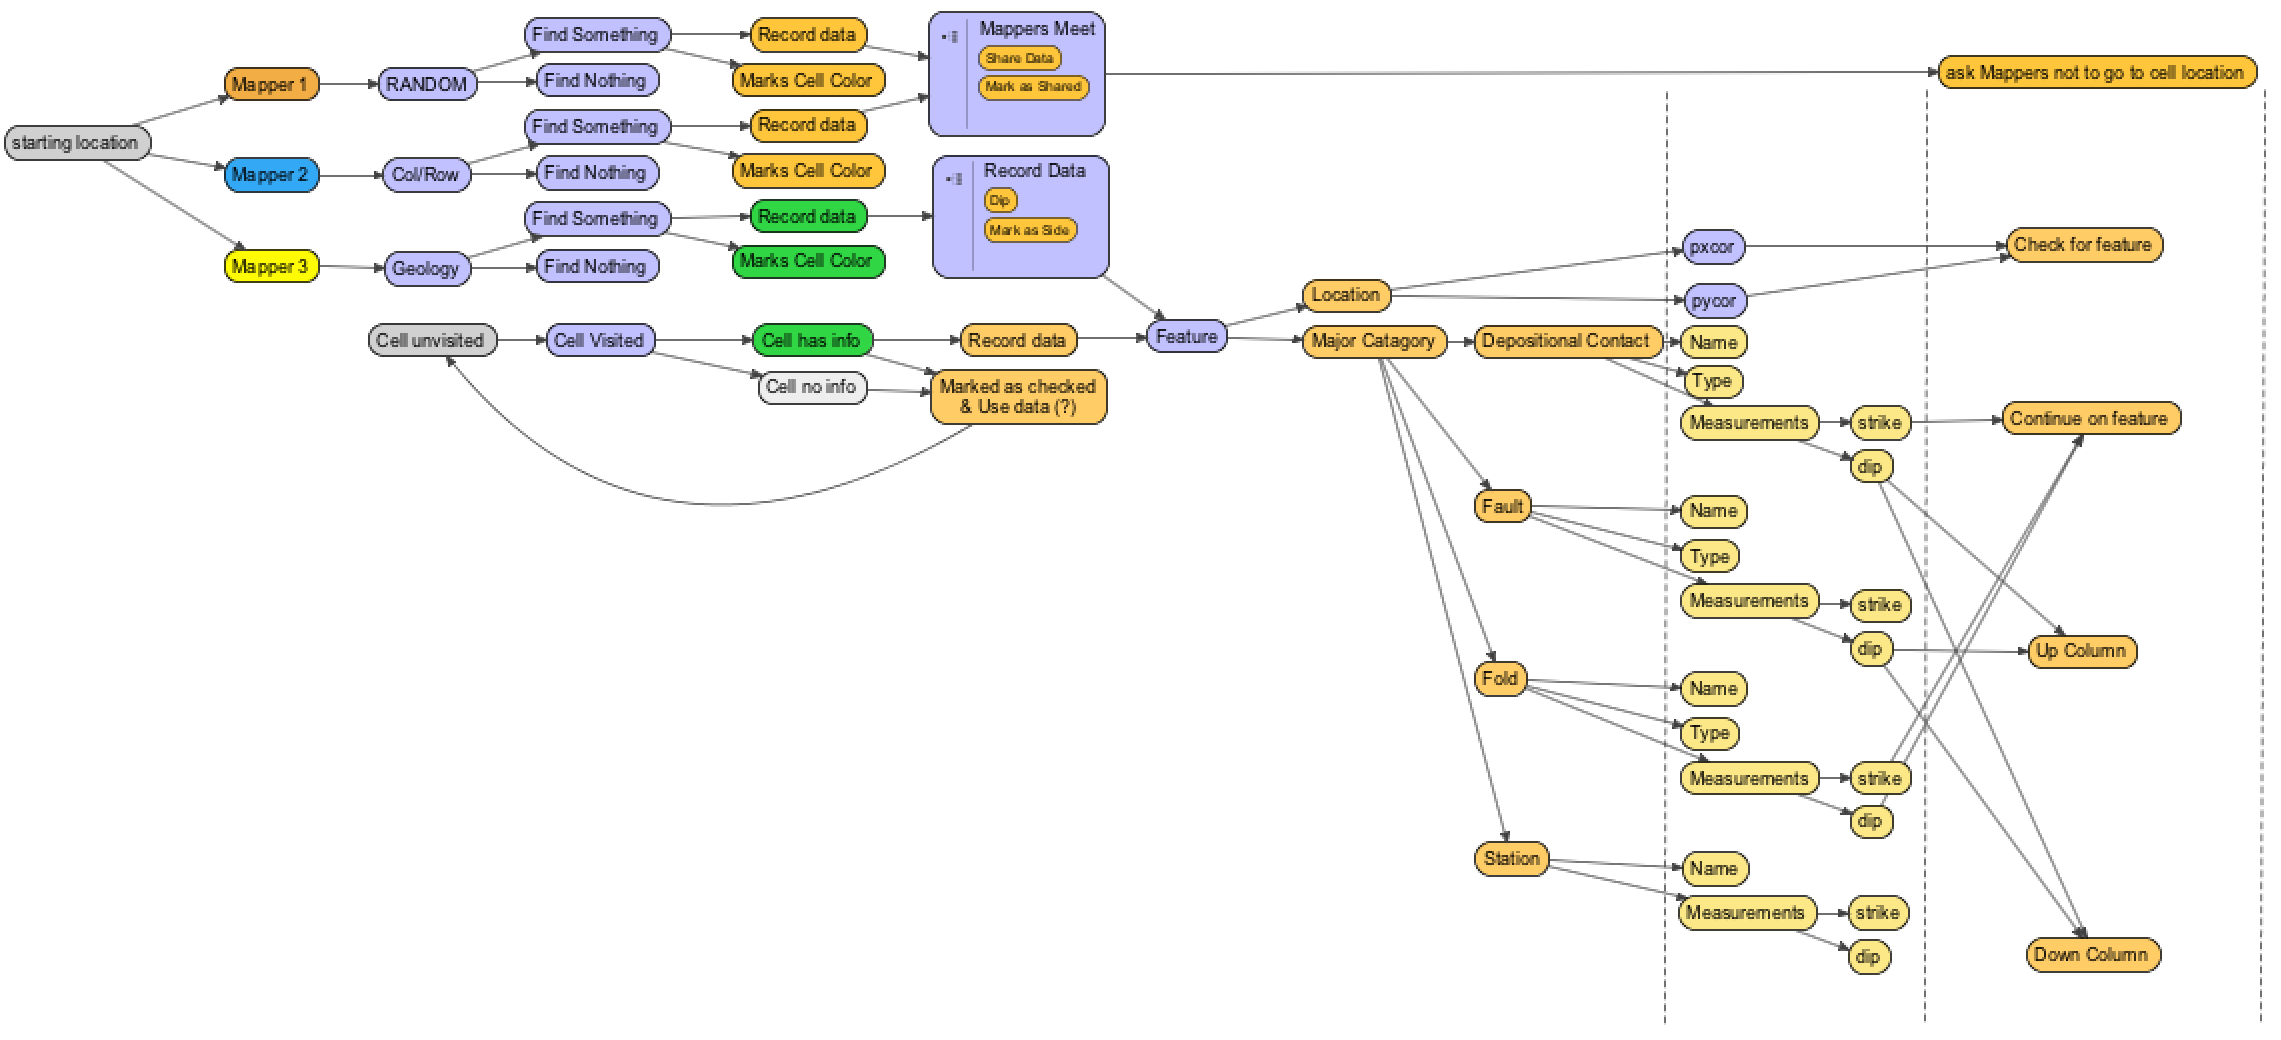 starting location
Mapper 1
Mapper 2
Mapper 3
RANDOM
Col/Row
Geology
Find Something
Find Nothing
Find Something
Find Nothing
Find Something
Find Nothing
Record data
Marks Cell Color
Record data
Marks Cell Color
Record data
Marks Cell Color
Mappers Meet
Share Data
Mark as Shared
Record Data
Dip
Mark as Side
ask Mappers not to go to cell location
Cell unvisited
Cell Visited
Cell has info
Cell no info
Record data
Marked as checked
& Use data (?)
Feature
Location
Major Catagory
pxcor
pycor
Check for feature
Depositional Contact
Name
Type
Measurements
strike
dip
Continue on feature
Fault
Name
Type
Measurements
strike
dip
Up Column
Fold
Name
Type
Measurements
strike
dip
Station
Name
Measurements
strike
dip
Down Column